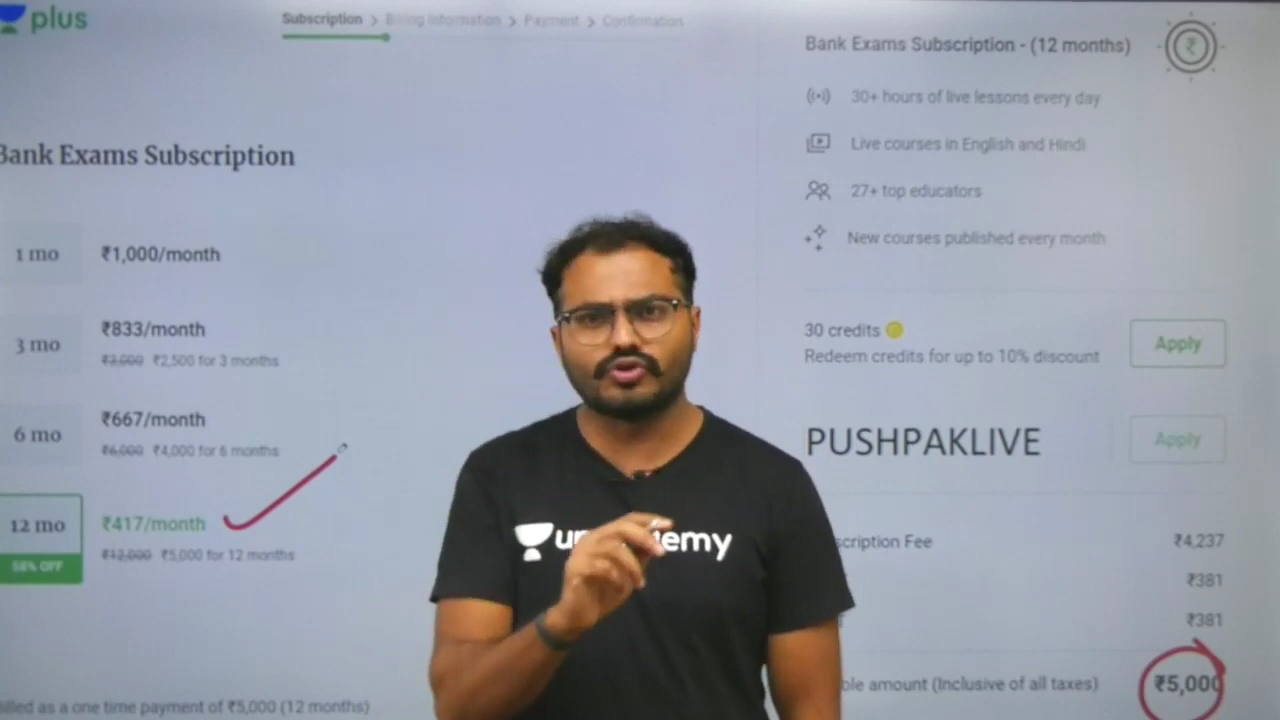 plus
Subscription > Billing Information > Payment > Confirmation
Bank Exams Subscription
1 mo ₹1,000/month
3 mo ₹833/month
₹3,000 ₹2,500 for 3 months
6 mo ₹667/month
₹6,000 ₹4,000 for 6 months
12 mo ₹417/month
₹12,000 ₹5,000 for 12 months
58% OFF
billed as a one time payment of ₹5,000 (12 months)
Bank Exams Subscription - (12 months)
₹
30+ hours of live lessons every day
Live courses in English and Hindi
27+ top educators
New courses published every month
30 credits
Redeem credits for up to 10% discount
Apply
PUSHPAKLIVE
Apply
scription Fee ₹4,237
₹381
₹381
ble amount (Inclusive of all taxes) ₹5,000